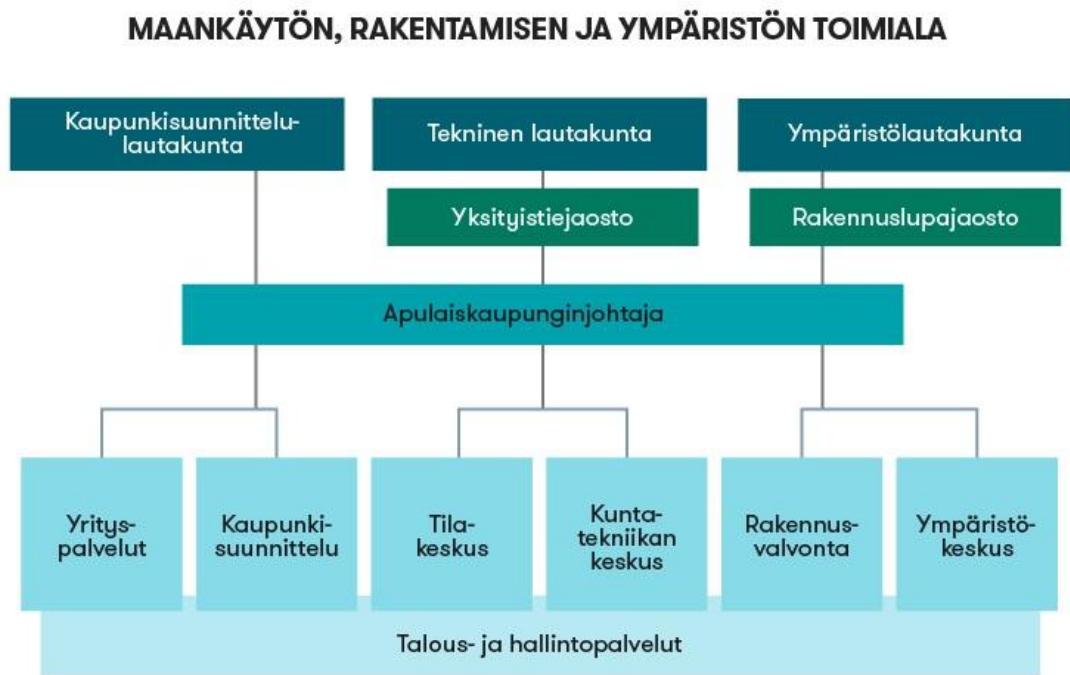 MAANKÄYTÖN, RAKENTAMISEN JA YMPÄRISTÖN TOIMIALA
Kaupunkisuunnittelu-
lautakunta
Tekninen lautakunta
Ympäristölautakunta
Yksityistiejaosto
Rakennuslupajaosto
Apulaiskaupunginjohtaja
Yritys-
palvelut
Kaupunki-
suunnittelu
Tila-
keskus
Kunta-
tekniikan
keskus
Rakennus-
valvonta
Ympäristö-
keskus
Talous- ja hallintopalvelut